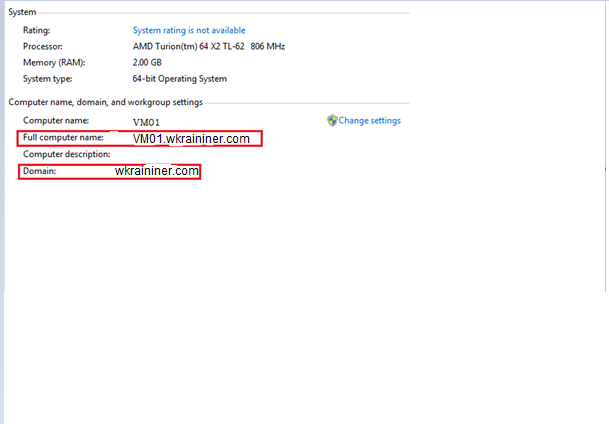 System
Rating: System rating is not available
Processor: AMD Turion(tm) 64 X2 TL-62 806 MHz
Memory (RAM): 2.00 GB
System type: 64-bit Operating System
Computer name, domain, and workgroup settings
Computer name: VM01 Change settings
Full computer name: VM01.wkraininer.com
Computer description:
Domain: wkraininer.com